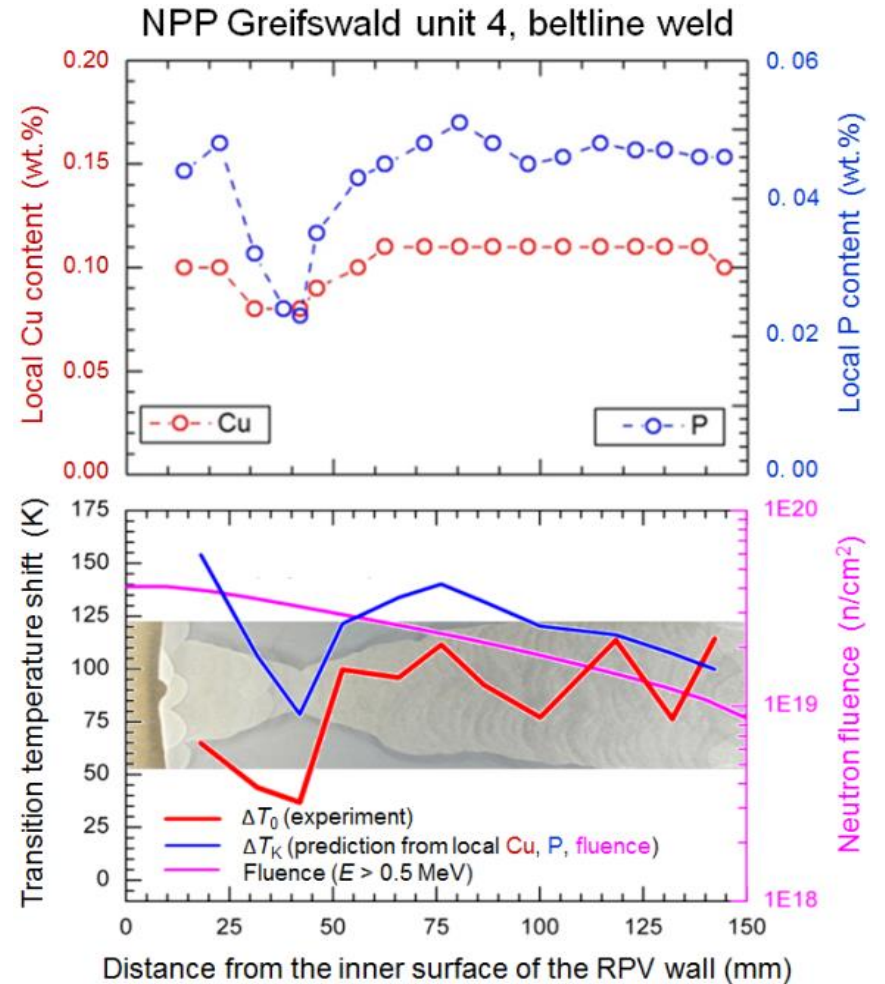 NPP Greifswald unit 4, beltline weld
Local Cu content (wt.%)
0.20
0.15
0.10
0.05
0.00
Cu
P
0.06
0. 04
0. 02
0.00
Local P content (wt.%)
Transition temperature shift (K)
175
150
125
100
75
50
25
0
ΔT₀ (experiment)
ΔT_K (prediction from local Cu, P, fluence)
Fluence (E > 0.5 MeV)
1E20
1E19
1E18
Neutron fluence (n/cm²)
0 25 50 75 100 125 150
Distance from the inner surface of the RPV wall (mm)